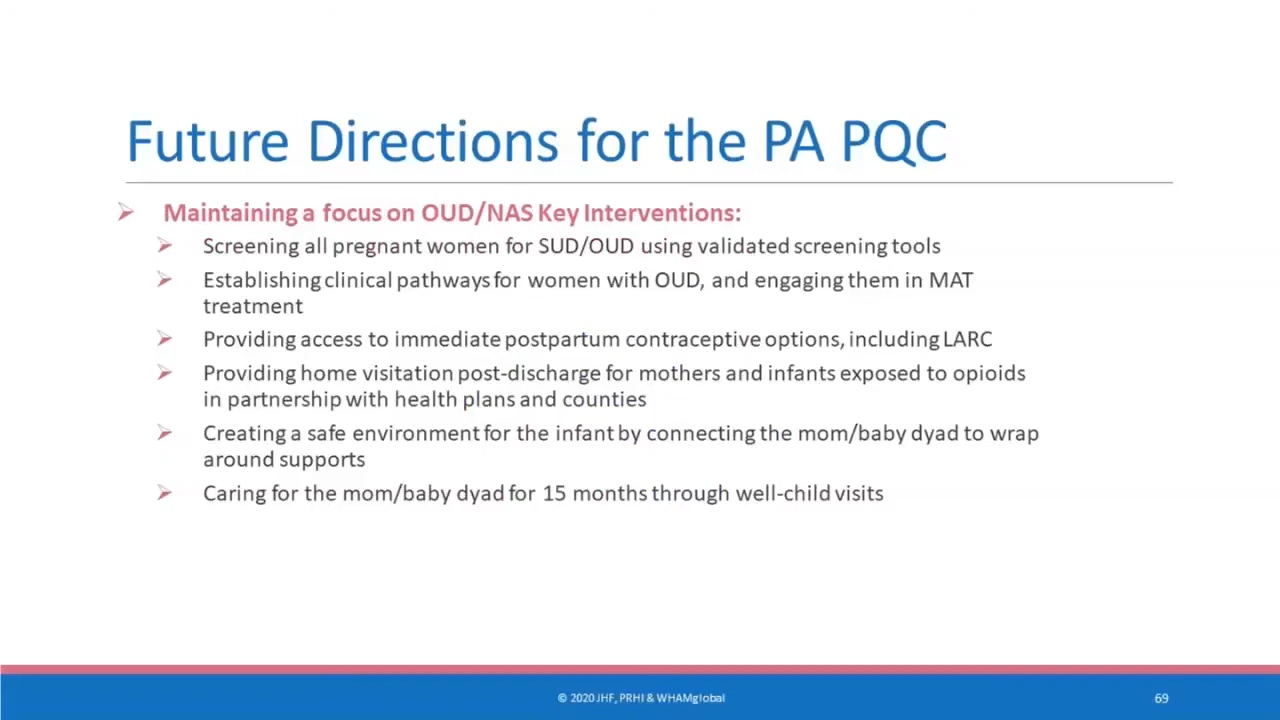 Future Directions for the PA PQC
Maintaining a focus on OUD/NAS Key Interventions:
Screening all pregnant women for SUD/OUD using validated screening tools
Establishing clinical pathways for women with OUD, and engaging them in MAT
treatment
Providing access to immediate postpartum contraceptive options, including LARC
Providing home visitation post-discharge for mothers and infants exposed to opioids
in partnership with health plans and counties
Creating a safe environment for the infant by connecting the mom/baby dyad to wrap
around supports
Caring for the mom/baby dyad for 15 months through well-child visits
© 2020 JHF, PRHI & WHAMglobal
69